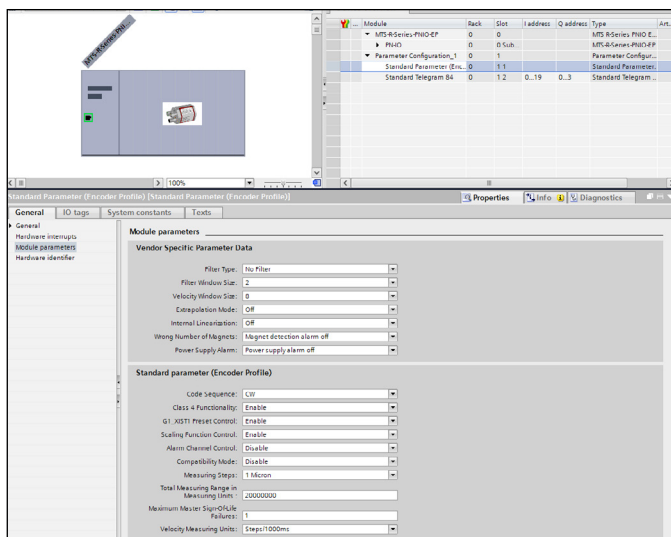 MTS-R-Series-PNI...
... Module Rack Slot I address Q address Type Art.
MTS-R-Series-PNIO-EP 0 0 MTS R-Series PNIO E...
PN-IO 0 0 Sub MTS-R-Series-PNIO-EP
Parameter Configuration_1 0 1 Parameter Configur...
Standard Parameter (Enc... 0 1 1 Standard Parameter...
Standard Telegram 84 0 1 2 0...19 0...3 Standard Telegram ...
100%
Standard Parameter (Encoder Profile) [Standard Parameter (Encoder Profile)]
Properties Info Diagnostics
General IO tags System constants Texts
General
Hardware interrupts
Module parameters
Hardware identifier
Module parameters
Vendor Specific Parameter Data
Filter Type: No Filter
Filter Window Size: 2
Velocity Window Size: 8
Extrapolation Mode: Off
Internal Linearization: Off
Wrong Number of Magnets: Magnet detection alarm off
Power Supply Alarm: Power supply alarm off
Standard parameter (Encoder Profile)
Code Sequence: CW
Class 4 Functionality: Enable
G1_XIST1 Preset Control: Enable
Scaling Function Control: Enable
Alarm Channel Control: Disable
Compatibility Mode: Disable
Measuring Steps: 1 Micron
Total Measuring Range in
Measuring Units : 20000000
Maximum Master Sign-Of-Life
Failures: 1
Velocity Measuring Units: Steps/1000ms